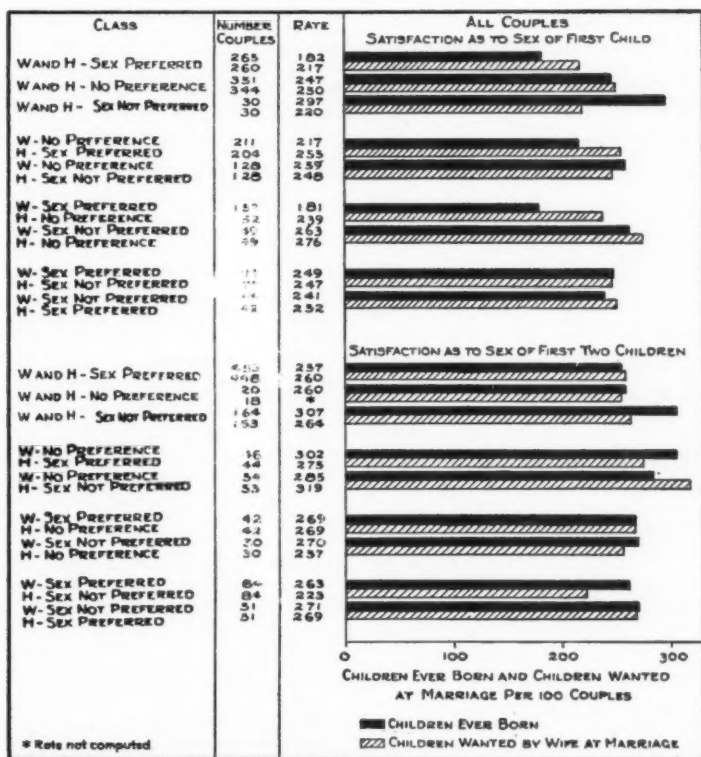 CLASS NUMBER COUPLES RATE ALL COUPLES
SATISFACTION AS TO SEX OF FIRST CHILD
W AND H - SEX PREFERRED 265 182
260 217
W AND H - NO PREFERENCE 351 247
344 250
W AND H - SEX NOT PREFERRED 30 297
30 220
W - NO PREFERENCE 211 217
H - SEX PREFERRED 204 255
W - NO PREFERENCE 128 259
H - SEX NOT PREFERRED 128 248
W - SEX PREFERRED 181
H - NO PREFERENCE 239
W - SEX NOT PREFERRED 263
H - NO PREFERENCE 49 276
W - SEX PREFERRED 249
H - SEX NOT PREFERRED 247
W - SEX NOT PREFERRED 241
H - SEX PREFERRED 42 252
SATISFACTION AS TO SEX OF FIRST TWO CHILDREN
W AND H - SEX PREFERRED 257
448 260
W AND H - NO PREFERENCE 20 260
18 *
W AND H - SEX NOT PREFERRED 164 307
153 264
W - NO PREFERENCE 302
H - SEX PREFERRED 44 275
W - NO PREFERENCE 54 285
H - SEX NOT PREFERRED 53 319
W - SEX PREFERRED 42 269
H - NO PREFERENCE 42 269
W - SEX NOT PREFERRED 30 270
H - NO PREFERENCE 30 257
W - SEX PREFERRED 84 263
H - SEX NOT PREFERRED 84 223
W - SEX NOT PREFERRED 51 271
H - SEX PREFERRED 51 269
0 100 200 300
CHILDREN EVER BORN AND CHILDREN WANTED
AT MARRIAGE PER 100 COUPLES
CHILDREN EVER BORN
* Rate not computed CHILDREN WANTED BY WIFE AT MARRIAGE